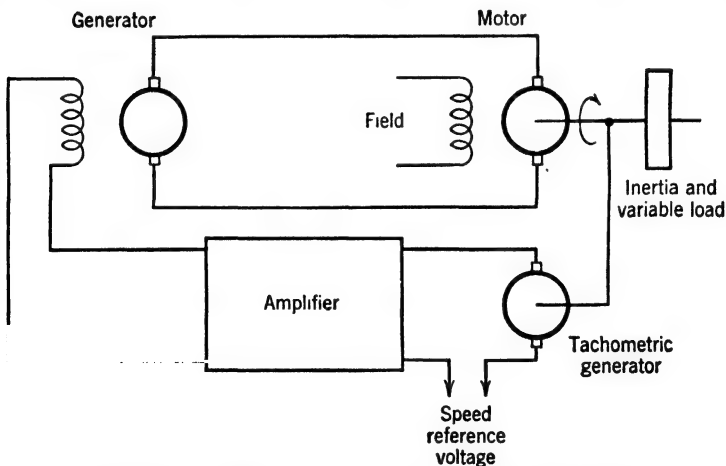 Generator
Motor
Field
Inertia and
variable load
Amplifier
Tachometric
generator
Speed
reference
voltage